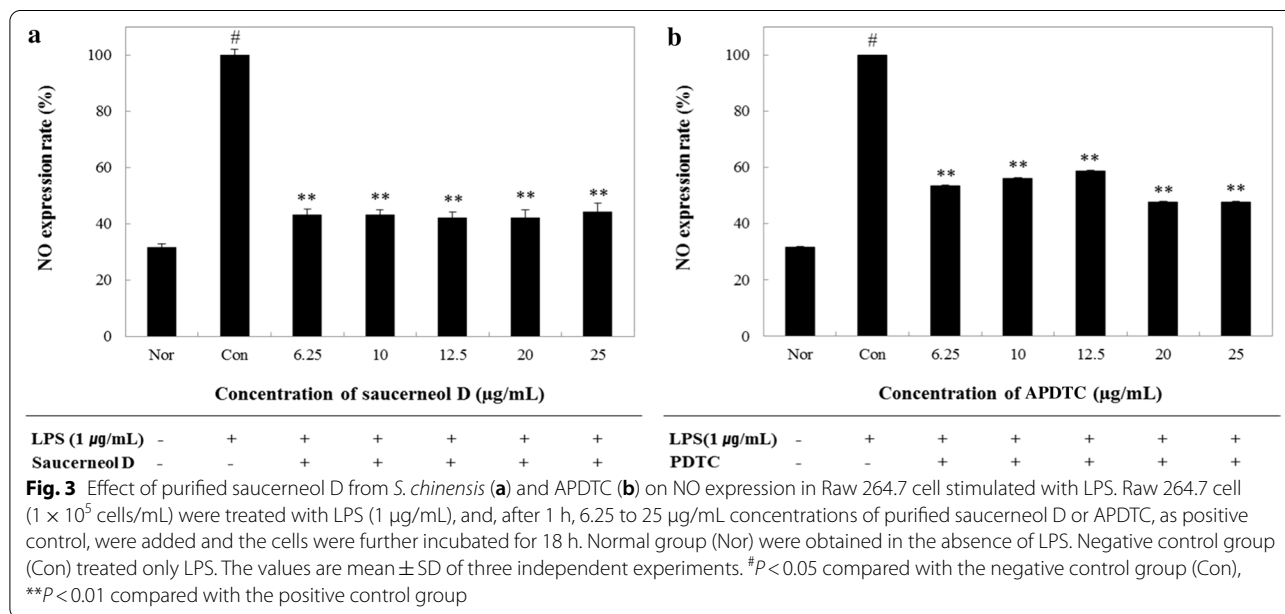 a
#
100
80
60
40
20
0
NO expression rate (%)
** ** ** ** **
Nor Con 6.25 10 12.5 20 25
Concentration of saucerneol D (µg/mL)
LPS (1 µg/mL) - + + + + + +
Saucerneol D - - + + + + +
b
#
100
80
60
40
20
0
NO expression rate (%)
** ** ** ** **
Nor Con 6.25 10 12.5 20 25
Concentration of APDTC (µg/mL)
LPS(1 µg/mL) - + + + + + +
PDTC - - + + + + +
Fig. 3 Effect of purified saucerneol D from S. chinensis (a) and APDTC (b) on NO expression in Raw 264.7 cell stimulated with LPS. Raw 264.7 cell
(1 × 10⁵ cells/mL) were treated with LPS (1 µg/mL), and, after 1 h, 6.25 to 25 µg/mL concentrations of purified saucerneol D or APDTC, as positive
control, were added and the cells were further incubated for 18 h. Normal group (Nor) were obtained in the absence of LPS. Negative control group
(Con) treated only LPS. The values are mean ± SD of three independent experiments. #P < 0.05 compared with the negative control group (Con),
**P < 0.01 compared with the positive control group